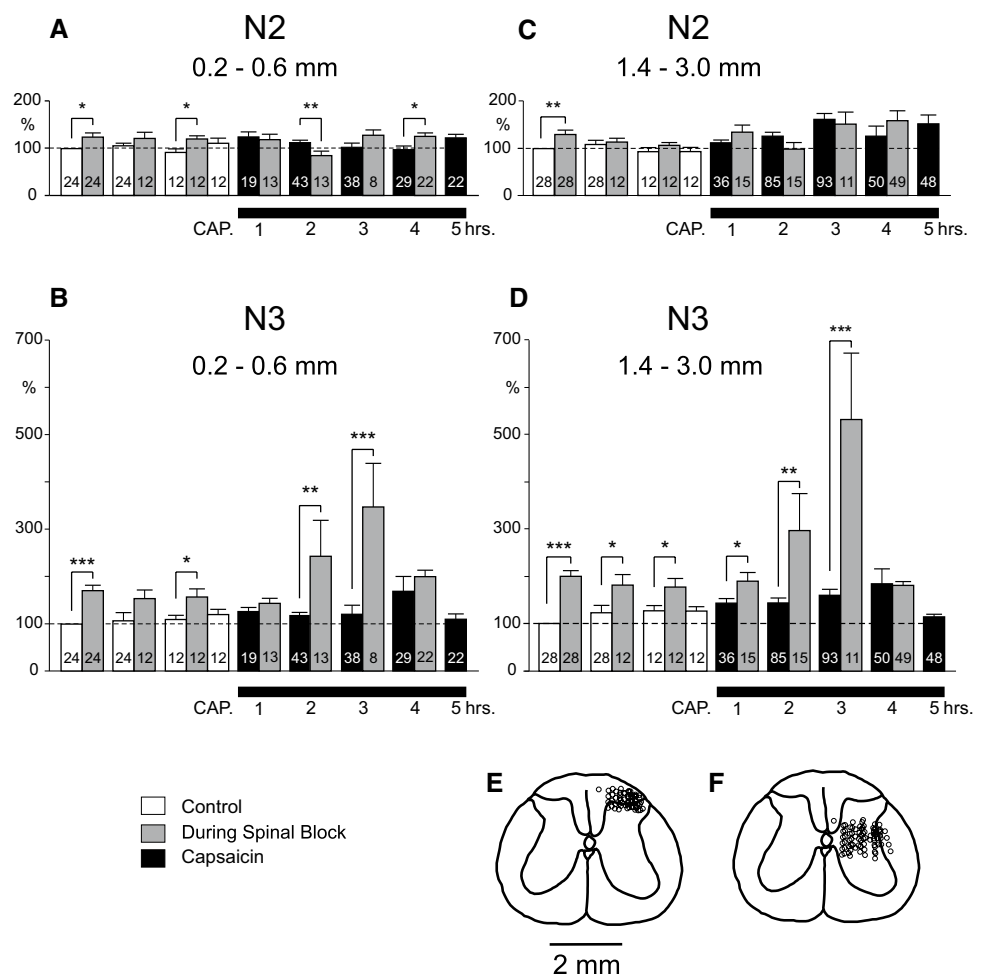 A
N2
0.2 - 0.6 mm
200
%
100
0
* * ** *
24 24 24 12 12 12 12 19 13 43 13 38 8 29 22 22
CAP. 1 2 3 4 5 hrs.
C
N2
1.4 - 3.0 mm
200
%
100
0
**
28 28 28 12 12 12 12 36 15 85 15 93 11 50 49 48
CAP. 1 2 3 4 5 hrs.
B
N3
0.2 - 0.6 mm
700
%
500
300
100
0
*** * ** ***
24 24 24 12 12 12 12 19 13 43 13 38 8 29 22 22
CAP. 1 2 3 4 5 hrs.
D
N3
1.4 - 3.0 mm
700
%
500
300
100
0
*** * * * ** ***
28 28 28 12 12 12 12 36 15 85 15 93 11 50 49 48
CAP. 1 2 3 4 5 hrs.
Control
During Spinal Block
Capsaicin
E
F
2 mm